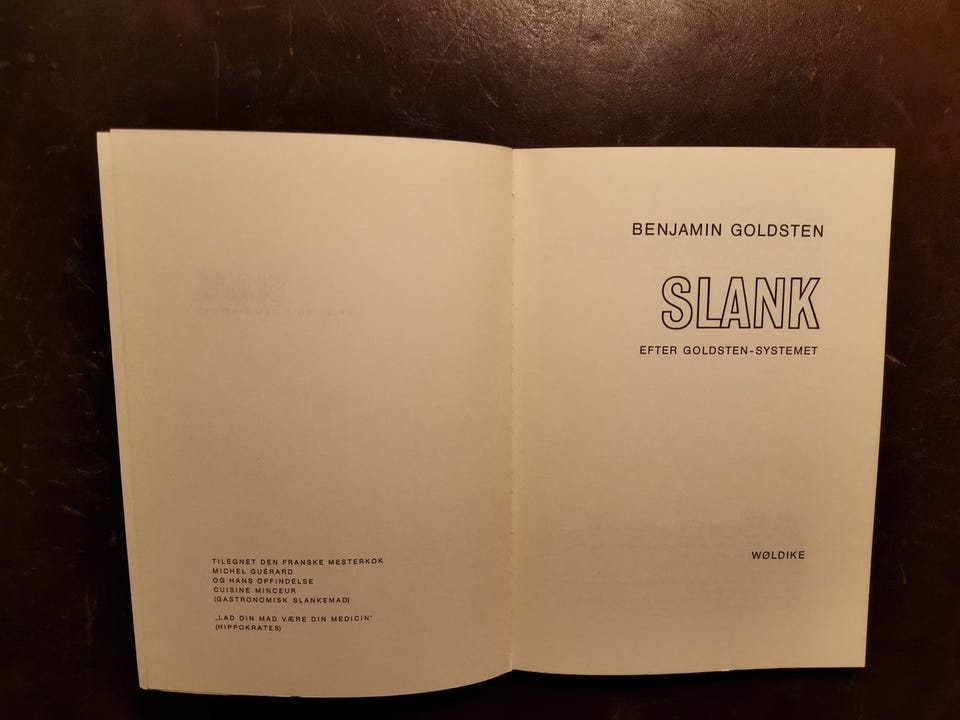 TILEGNET DEN FRANSKE MESTERKOK
MICHEL GUÉRARD
OG HANS OPFINDELSE
CUISINE MINCEUR
(GASTRONOMISK SLANKEMAD)
„LAD DIN MAD VÆRE DIN MEDICIN"
(HIPPOKRATES)
BENJAMIN GOLDSTEN
SLANK
EFTER GOLDSTEN-SYSTEMET
WØLDIKE